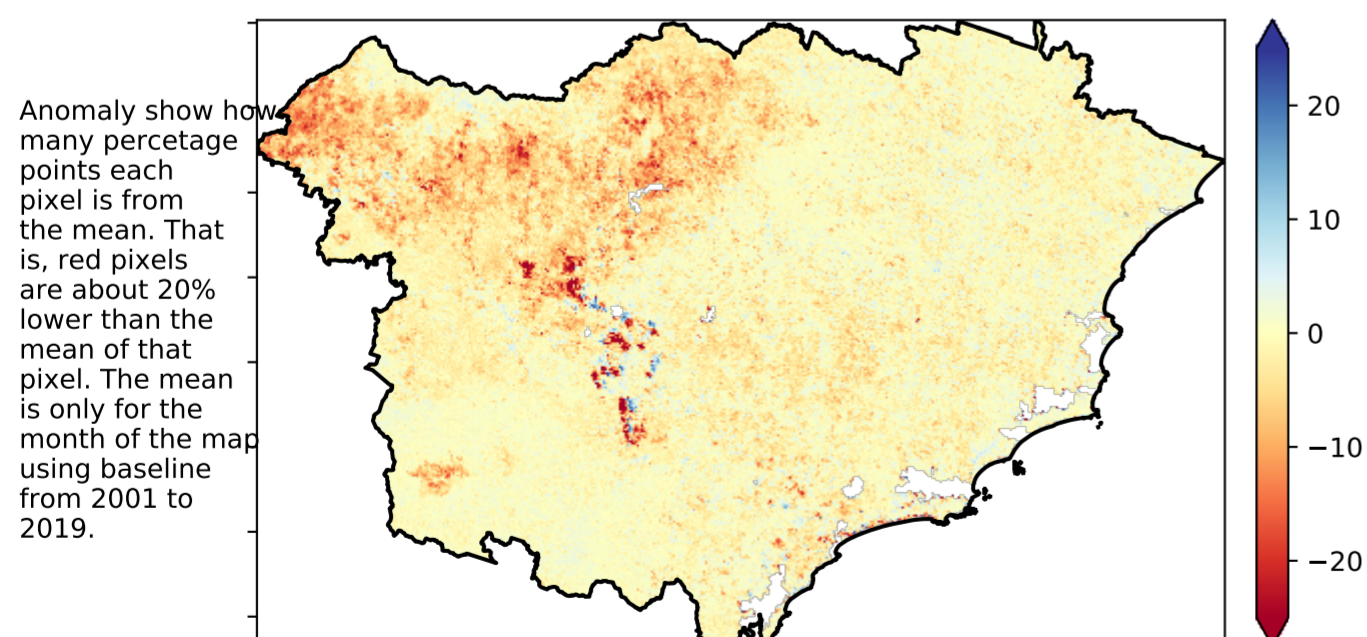 Anomaly show how
many percetage
points each
pixel is from
the mean. That
is, red pixels
are about 20%
lower than the
mean of that
pixel. The mean
is only for the
month of the map
using baseline
from 2001 to
2019.
20
10
0
−10
−20